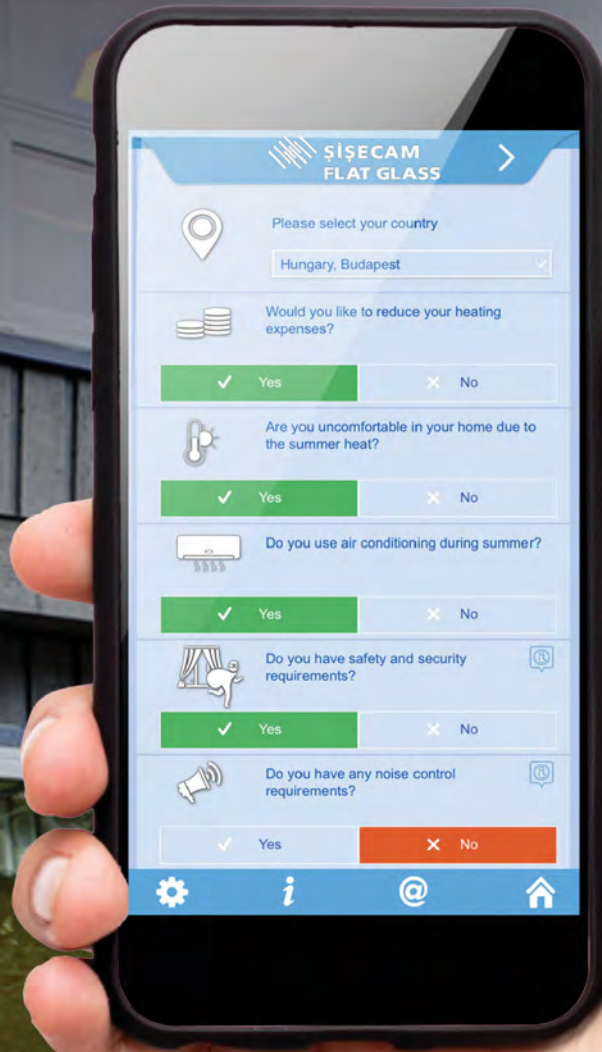 ŞİŞECAM
FLAT GLASS
Please select your country
Hungary, Budapest
Would you like to reduce your heating
expenses?
Yes
No
Are you uncomfortable in your home due to
the summer heat?
Yes
No
Do you use air conditioning during summer?
Yes
No
Do you have safety and security
requirements?
Yes
No
Do you have any noise control
requirements?
Yes
No